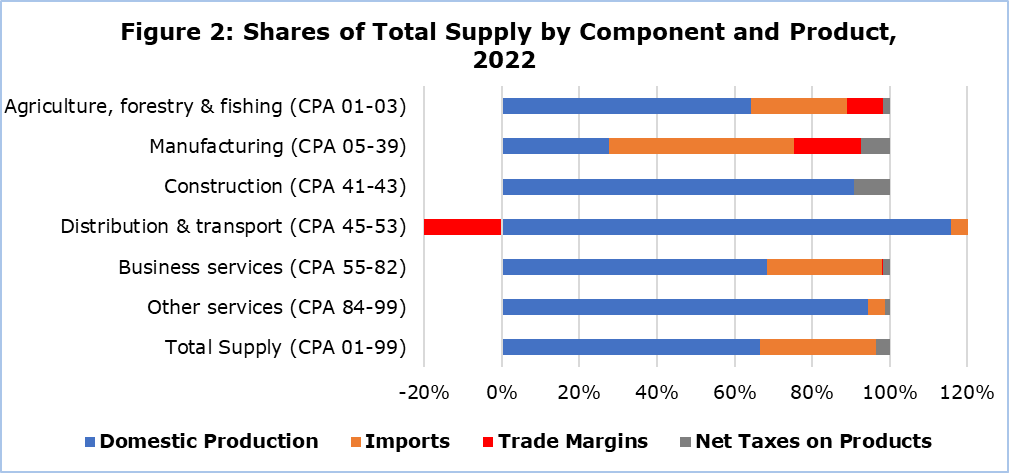 Figure 2: Shares of Total Supply by Component and Product,
2022
Agriculture, forestry & fishing (CPA 01-03)
Manufacturing (CPA 05-39)
Construction (CPA 41-43)
Distribution & transport (CPA 45-53)
Business services (CPA 55-82)
Other services (CPA 84-99)
Total Supply (CPA 01-99)
-20% 0% 20% 40% 60% 80% 100% 120%
Domestic Production Imports Trade Margins Net Taxes on Products